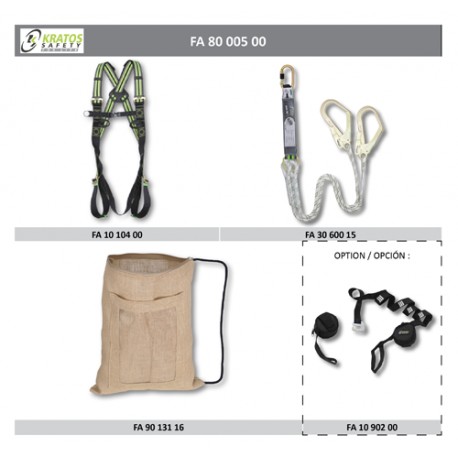 KRATOS
SAFETY
FA 80 005 00
FA 10 104 00
FA 30 600 15
OPTION / OPCIÓN :
FA 90 131 16
FA 10 902 00